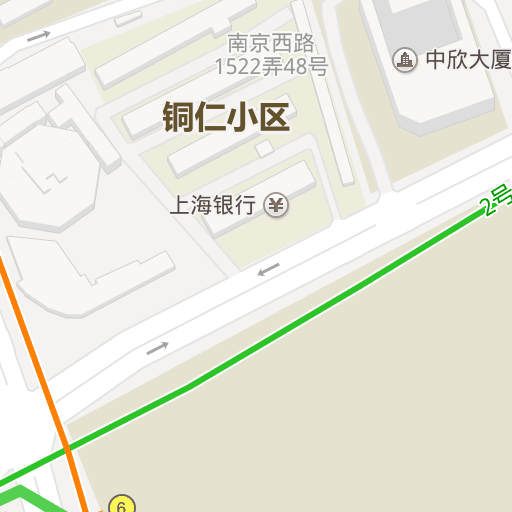 南京西路
1522弄48号
中欣大厦
铜仁小区
上海银行
2号
6